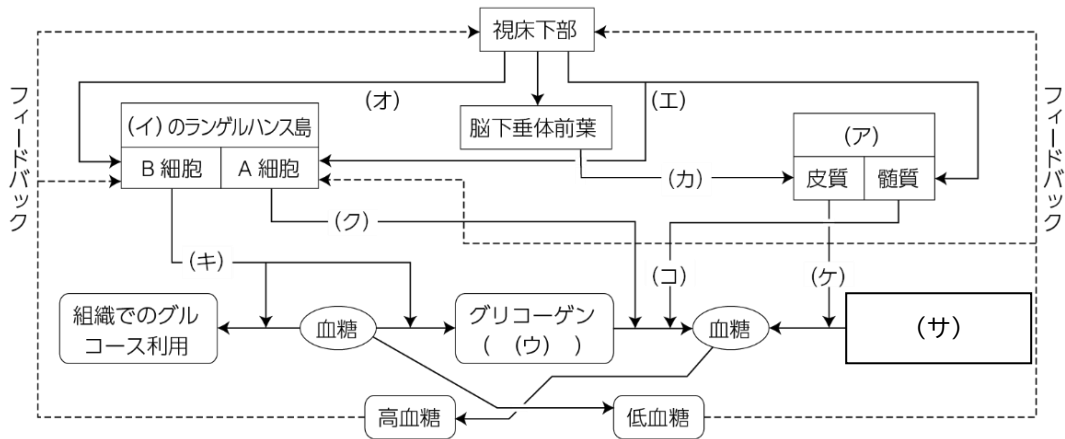 視床下部
フィードバック
(オ)
(エ)
フィードバック
(イ)のランゲルハンス島
B 細胞
A 細胞
脳下垂体前葉
(ア)
皮質
髄質
(カ)
(ク)
(キ)
(コ)
(ケ)
組織でのグル
コース利用
血糖
グリコーゲン
( (ウ) )
血糖
(サ)
高血糖
低血糖